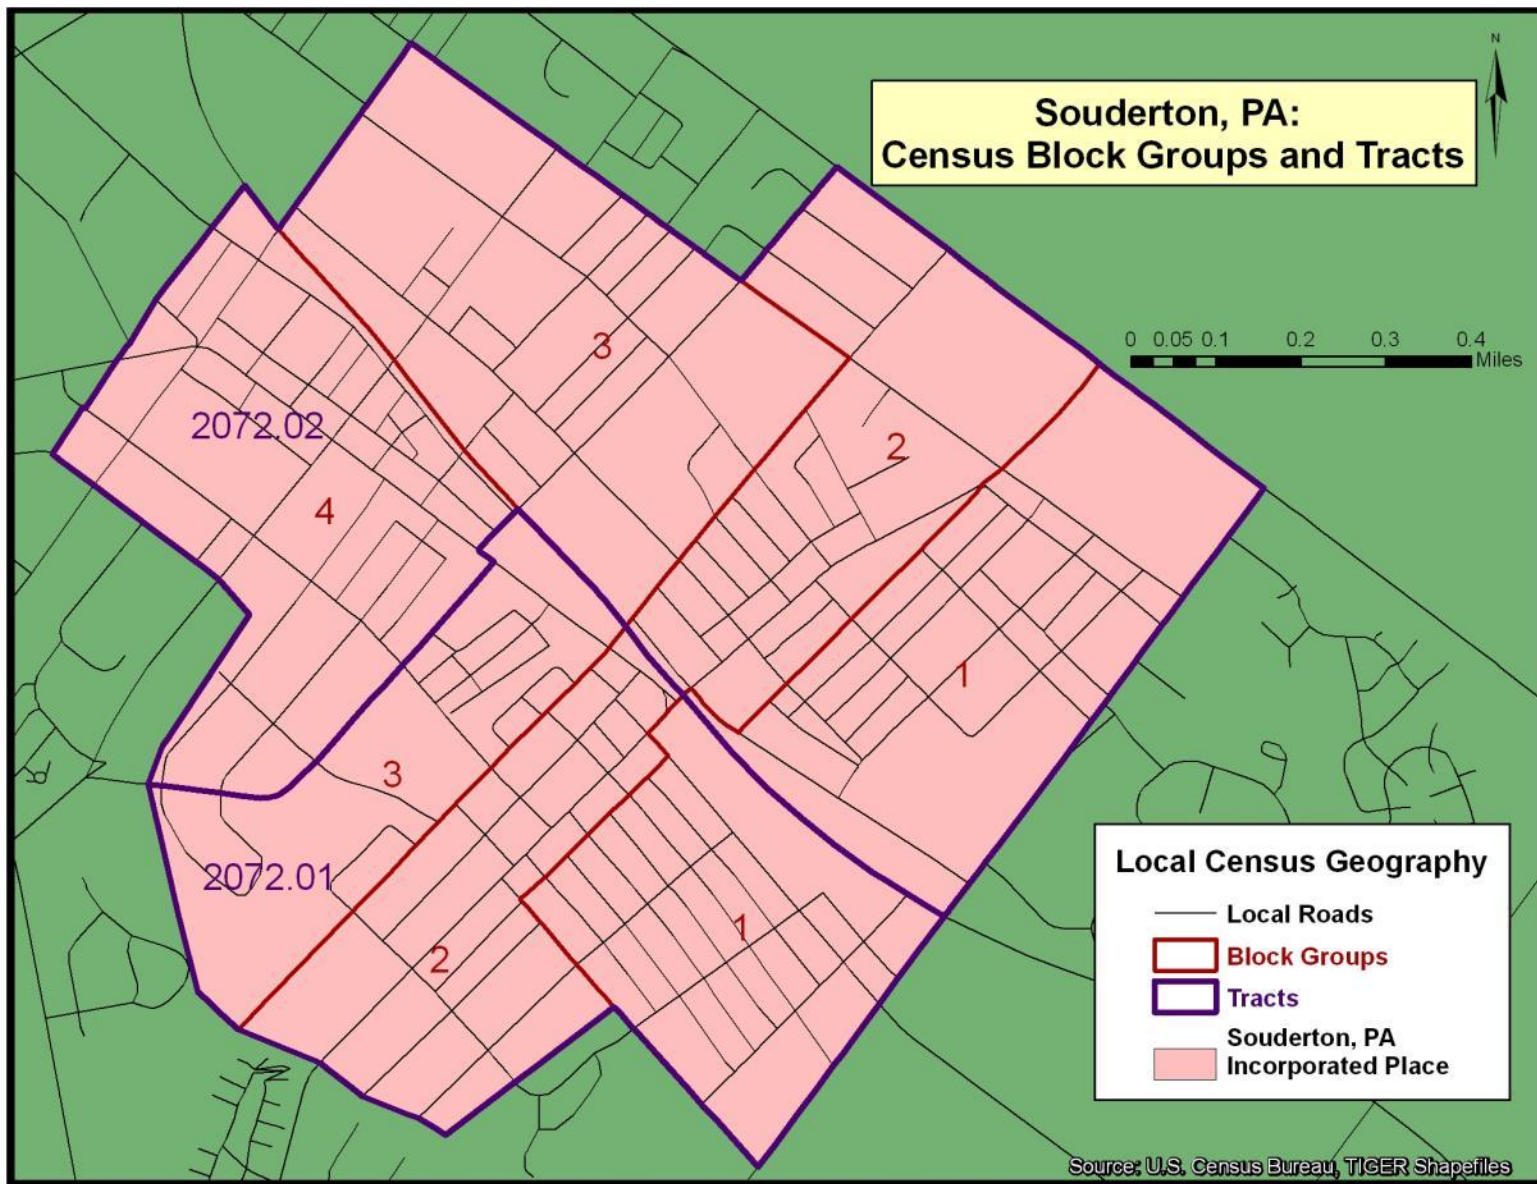 N
Souderton, PA:
Census Block Groups and Tracts
0 0.05 0.1 0.2 0.3 0.4
Miles
3
2
2072.02
4
1
3
2072.01
2
1
Local Census Geography
Local Roads
Block Groups
Tracts
Souderton, PA
Incorporated Place
Source: U.S. Census Bureau, TIGER Shapefiles